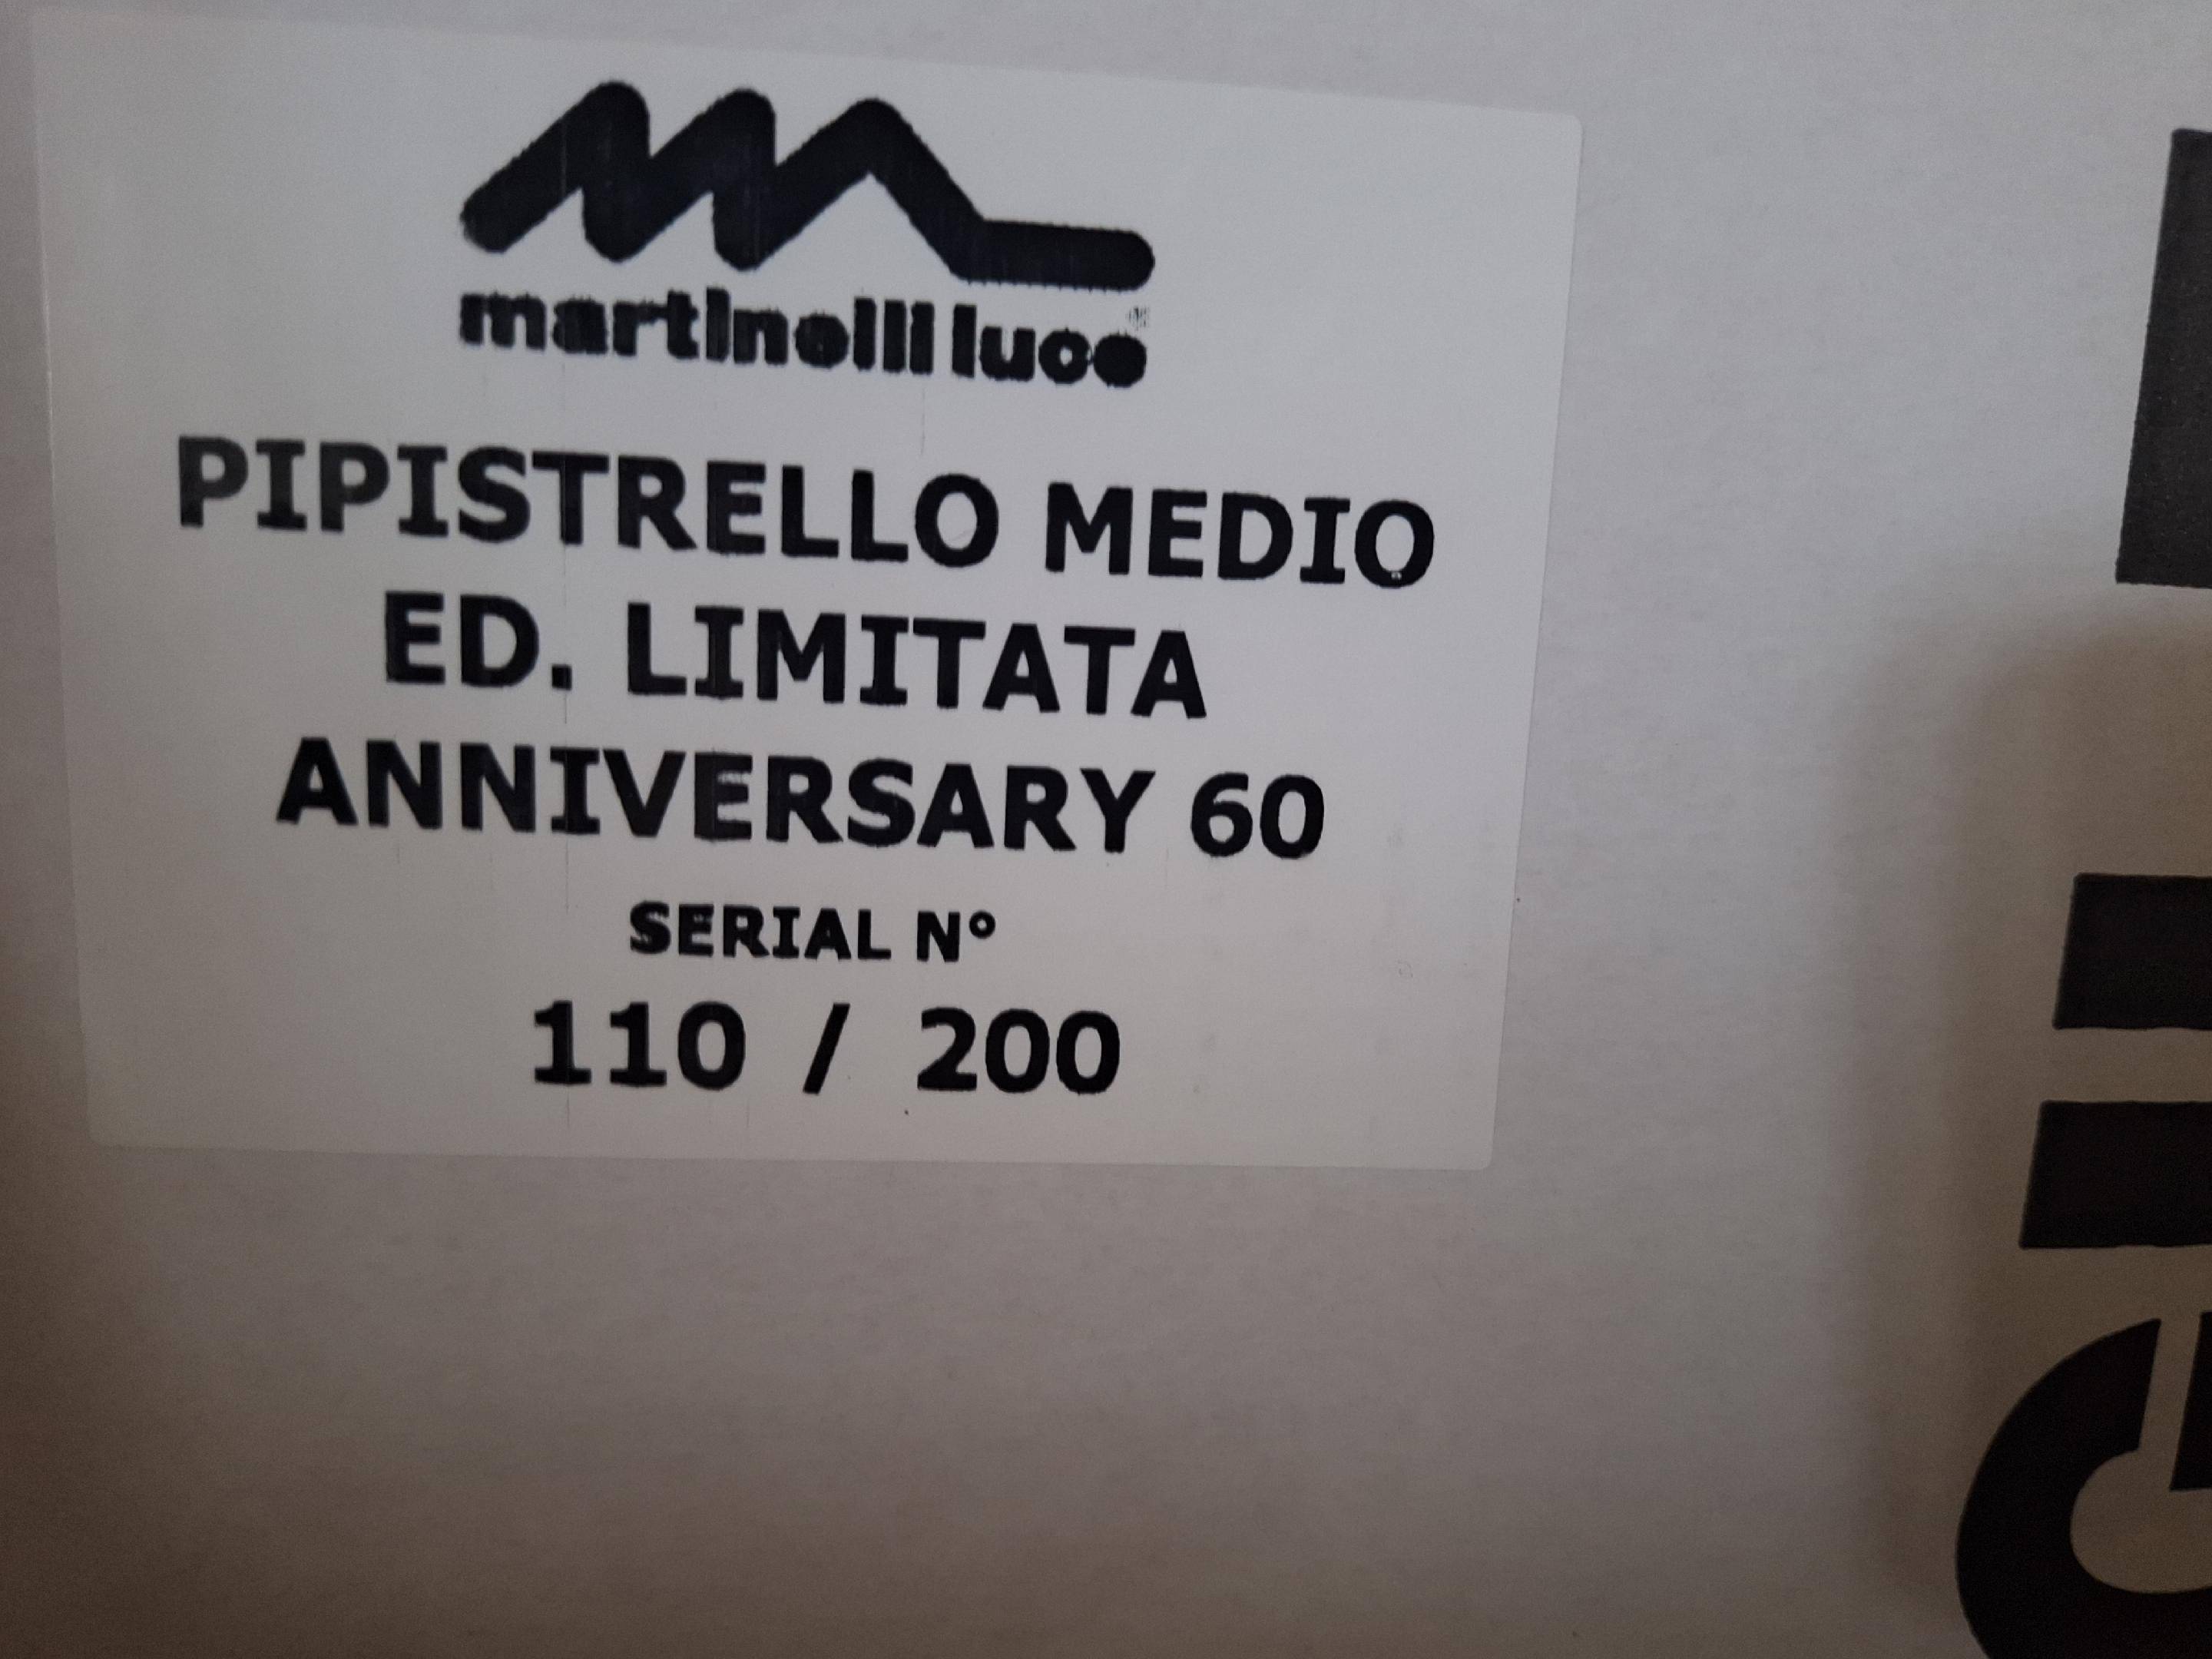 martinelli luce
PIPISTRELLO MEDIO
ED. LIMITATA
ANNIVERSARY 60
SERIAL N°
110 / 200